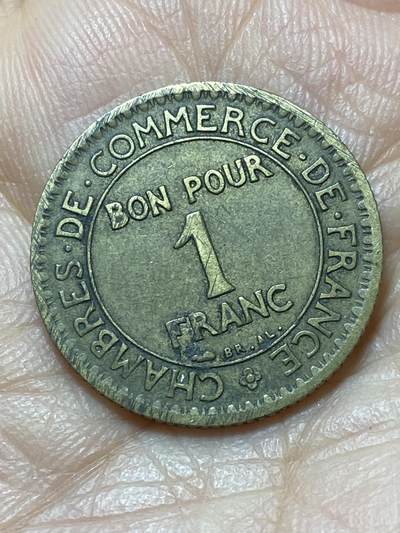 CHAMBRES·DE·COMMERCE·DE·FRANCE
BON POUR
1
FRANC
BR.AL.